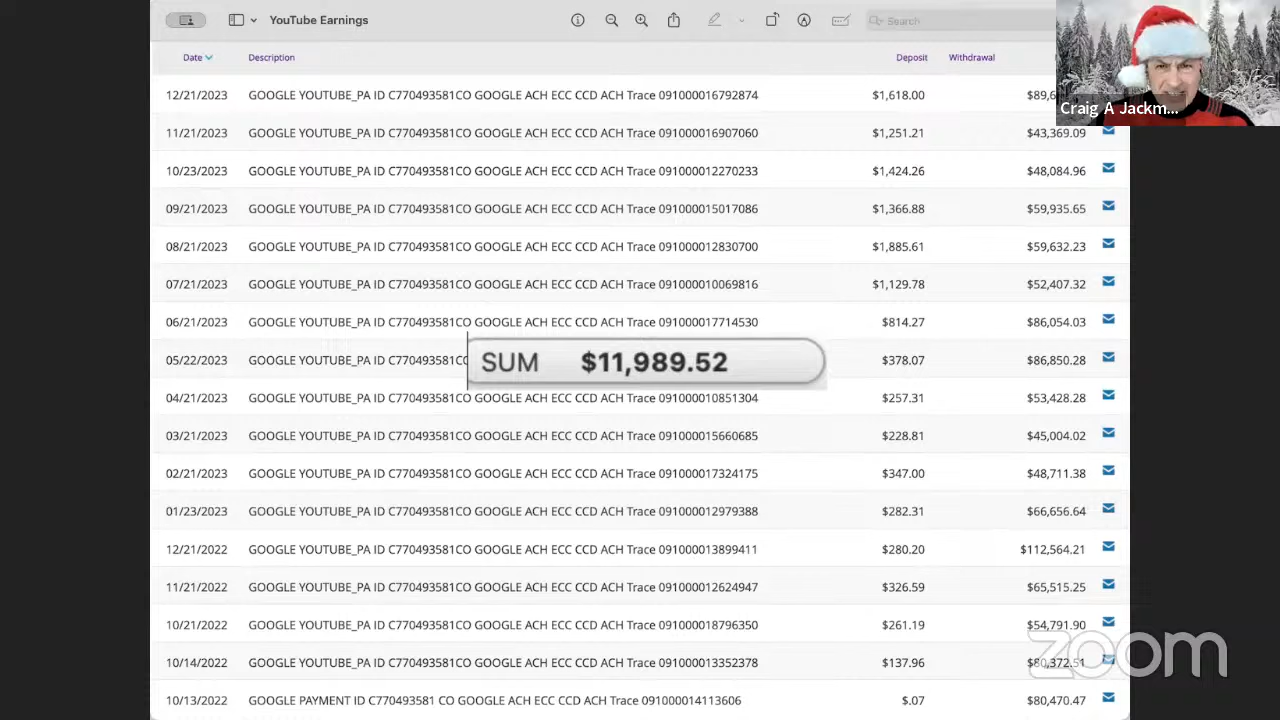 YouTube Earnings
Search
Date Description Deposit Withdrawal
Craig A Jackm...
12/21/2023 GOOGLE YOUTUBE_PA ID C770493581CO GOOGLE ACH ECC CCD ACH Trace 091000016792874 $1,618.00
11/21/2023 GOOGLE YOUTUBE_PA ID C770493581CO GOOGLE ACH ECC CCD ACH Trace 091000016907060 $1,251.21 $43,369.09
10/23/2023 GOOGLE YOUTUBE_PA ID C770493581CO GOOGLE ACH ECC CCD ACH Trace 091000012270233 $1,424.26 $48,084.96
09/21/2023 GOOGLE YOUTUBE_PA ID C770493581CO GOOGLE ACH ECC CCD ACH Trace 091000015017086 $1,366.88 $59,935.65
08/21/2023 GOOGLE YOUTUBE_PA ID C770493581CO GOOGLE ACH ECC CCD ACH Trace 091000012830700 $1,885.61 $59,632.23
07/21/2023 GOOGLE YOUTUBE_PA ID C770493581CO GOOGLE ACH ECC CCD ACH Trace 091000010069816 $1,129.78 $52,407.32
06/21/2023 GOOGLE YOUTUBE_PA ID C770493581CO GOOGLE ACH ECC CCD ACH Trace 091000017714530 $814.27 $86,054.03
05/22/2023 GOOGLE YOUTUBE_PA ID C770493581C SUM $11,989.52 $378.07 $86,850.28
04/21/2023 GOOGLE YOUTUBE_PA ID C770493581CO GOOGLE ACH ECC CCD ACH Trace 091000010851304 $257.31 $53,428.28
03/21/2023 GOOGLE YOUTUBE_PA ID C770493581CO GOOGLE ACH ECC CCD ACH Trace 091000015660685 $228.81 $45,004.02
02/21/2023 GOOGLE YOUTUBE_PA ID C770493581CO GOOGLE ACH ECC CCD ACH Trace 091000017324175 $347.00 $48,711.38
01/23/2023 GOOGLE YOUTUBE_PA ID C770493581CO GOOGLE ACH ECC CCD ACH Trace 091000012979388 $282.31 $66,656.64
12/21/2022 GOOGLE YOUTUBE_PA ID C770493581CO GOOGLE ACH ECC CCD ACH Trace 091000013899411 $280.20 $112,564.21
11/21/2022 GOOGLE YOUTUBE_PA ID C770493581CO GOOGLE ACH ECC CCD ACH Trace 091000012624947 $326.59 $65,515.25
10/21/2022 GOOGLE YOUTUBE_PA ID C770493581CO GOOGLE ACH ECC CCD ACH Trace 091000018796350 $261.19 $54,791.90
10/14/2022 GOOGLE YOUTUBE_PA ID C770493581CO GOOGLE ACH ECC CCD ACH Trace 091000013352378 $137.96 $80,372.51
zoom
10/13/2022 GOOGLE PAYMENT ID C770493581 CO GOOGLE ACH ECC CCD ACH Trace 091000014113606 $.07 $80,470.47